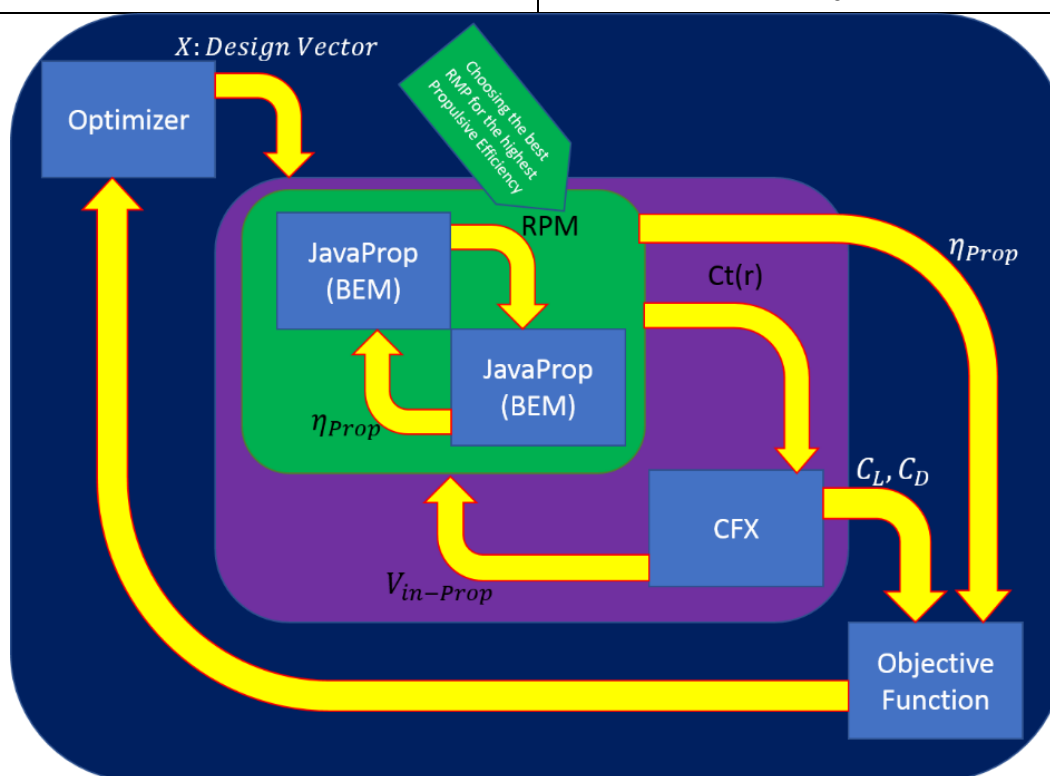 X: Design Vector
Optimizer
Choosing the best
RMP for the highest
Propulsive Efficiency
RPM
JavaProp
(BEM)
η_Prop
Ct(r)
JavaProp
(BEM)
η_Prop
C_L, C_D
CFX
V_in−Prop
Objective
Function